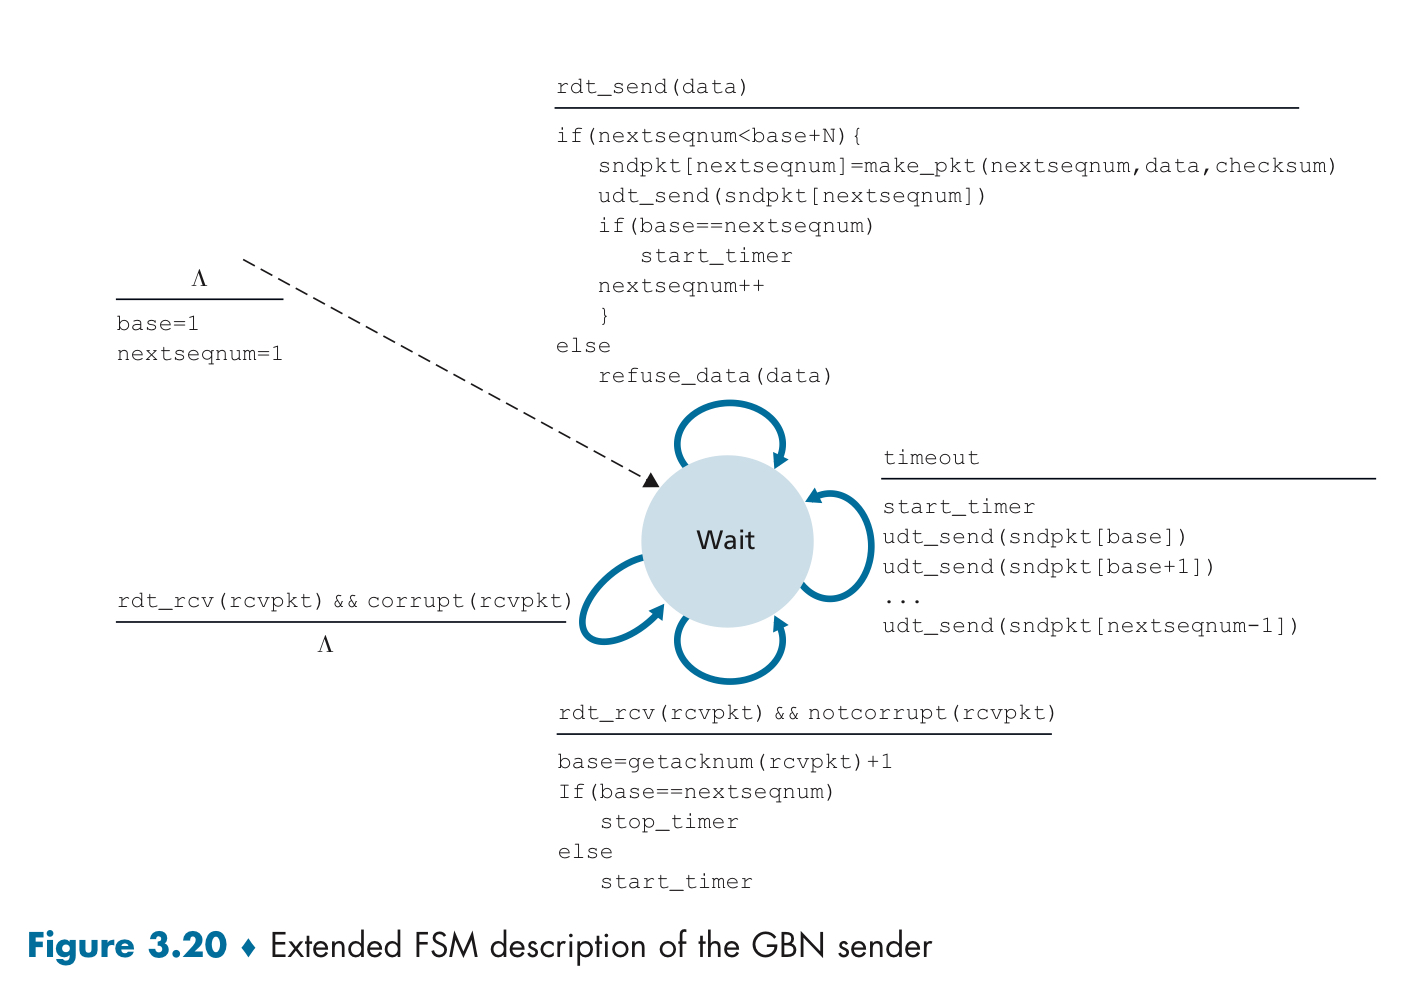 rdt_send(data)
if(nextseqnum<base+N){
sndpkt[nextseqnum]=make_pkt(nextseqnum,data,checksum)
udt_send(sndpkt[nextseqnum])
if(base==nextseqnum)
start_timer
nextseqnum++
}
else
refuse_data(data)
Λ
base=1
nextseqnum=1
timeout
start_timer
udt_send(sndpkt[base])
udt_send(sndpkt[base+1])
...
udt_send(sndpkt[nextseqnum-1])
Wait
rdt_rcv(rcvpkt) && corrupt(rcvpkt)
Λ
rdt_rcv(rcvpkt) && notcorrupt(rcvpkt)
base=getacknum(rcvpkt)+1
If(base==nextseqnum)
stop_timer
else
start_timer
Figure 3.20 ♦ Extended FSM description of the GBN sender